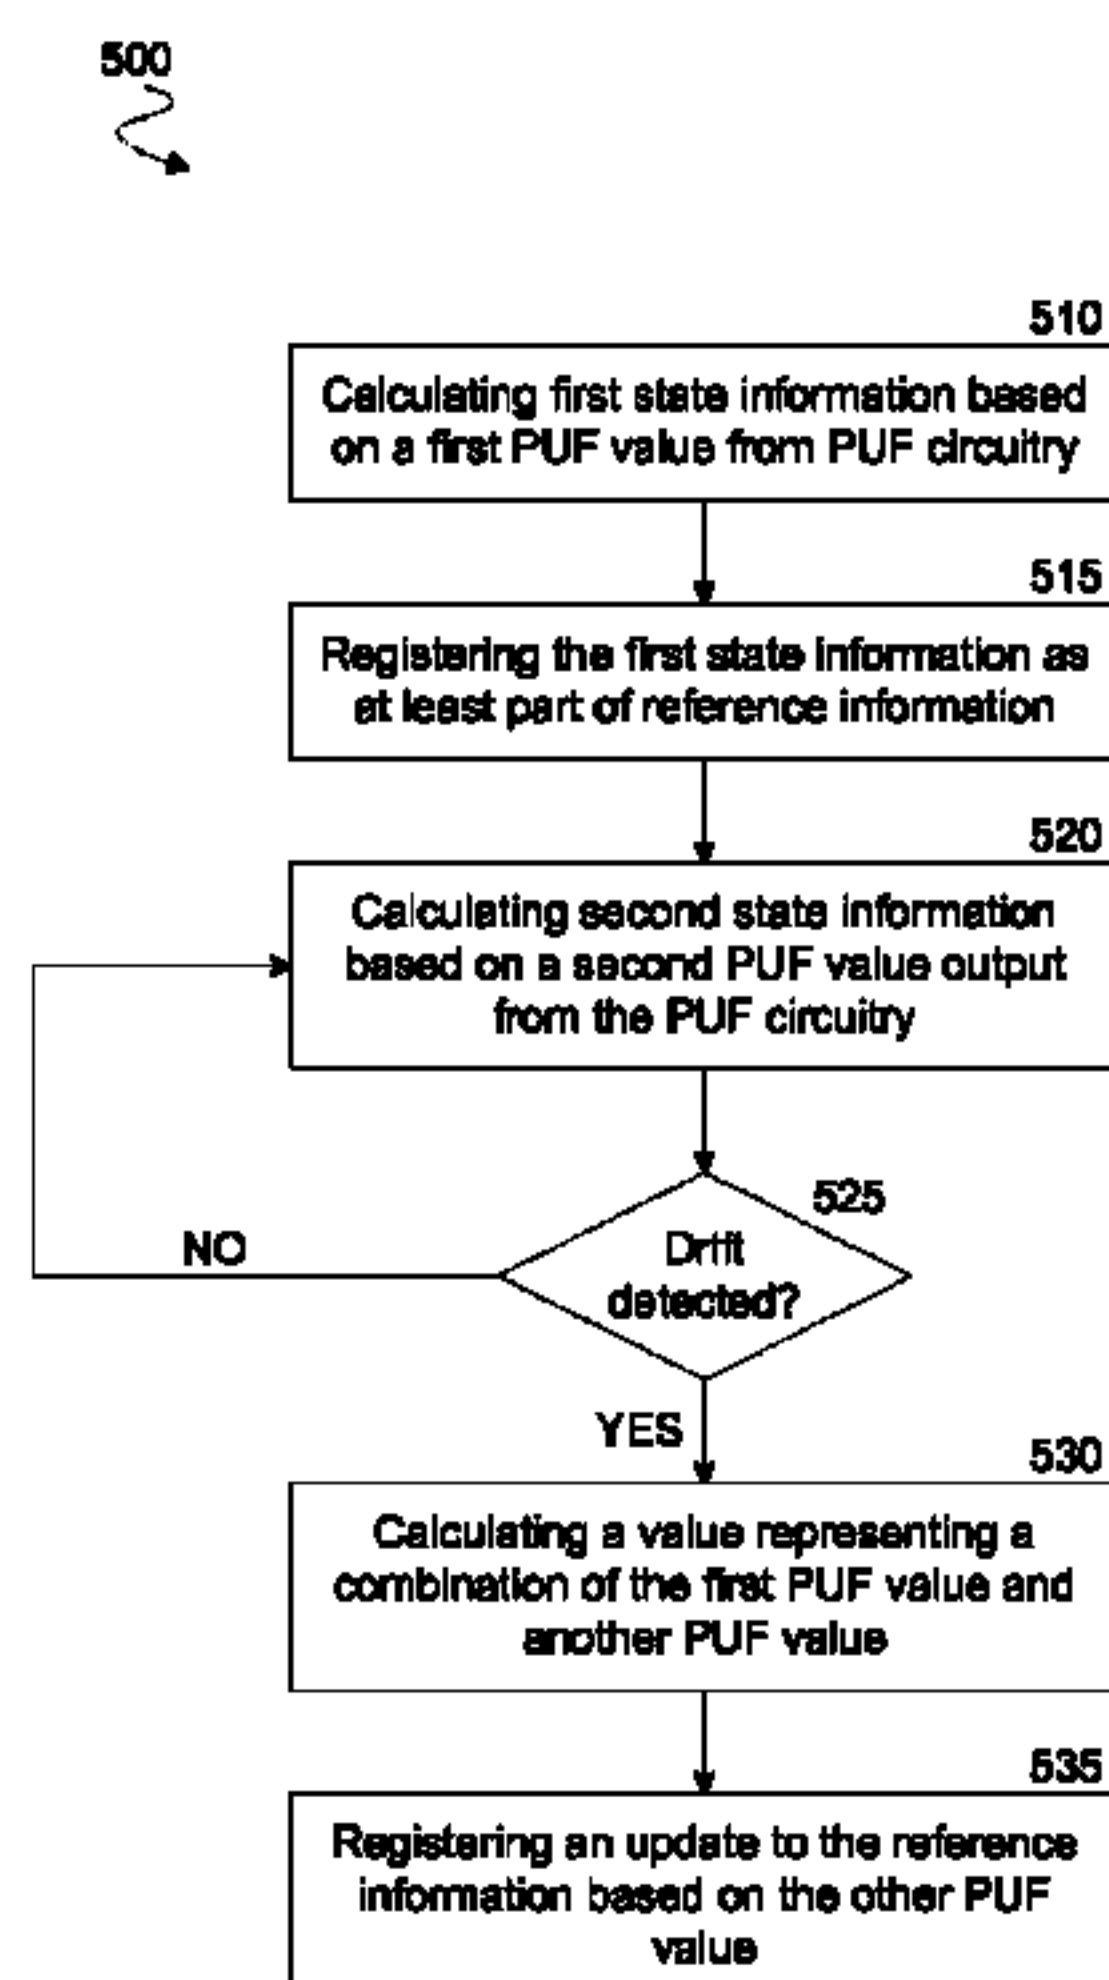 500
510
Calculating first state information based
on a first PUF value from PUF circuitry
515
Registering the first state information as
at least part of reference information
520
Calculating second state information
based on a second PUF value output
from the PUF circuitry
525
Drift
detected?
NO
YES
530
Calculating a value representing a
combination of the first PUF value and
another PUF value
535
Registering an update to the reference
information based on the other PUF
value